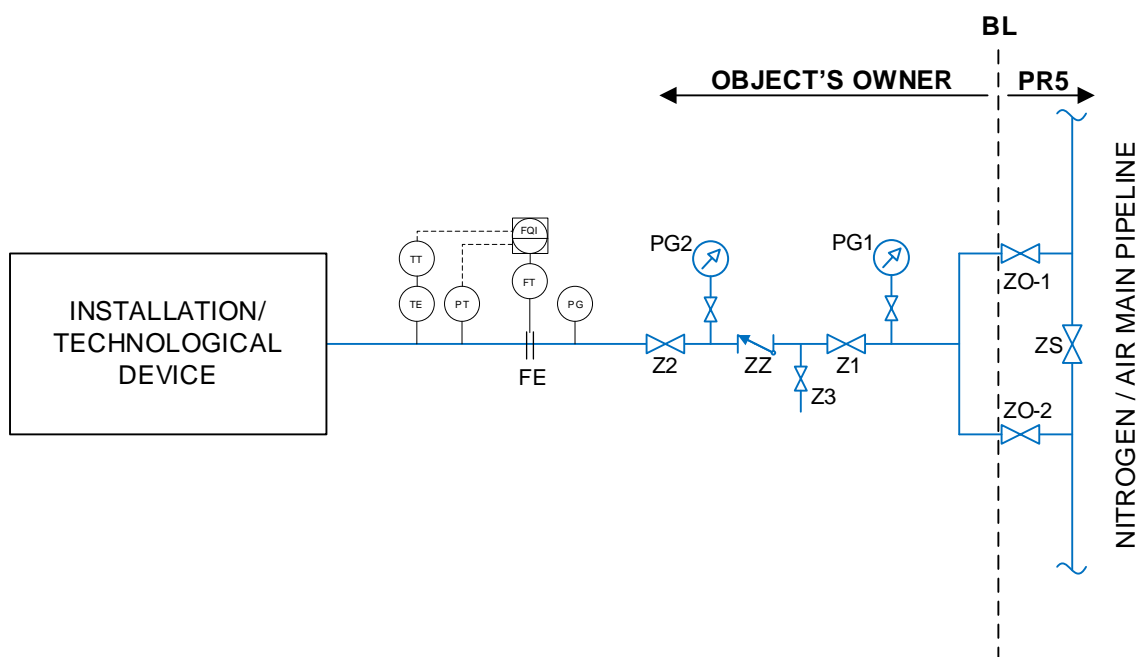 BL
OBJECT'S OWNER
PR5
NITROGEN / AIR MAIN PIPELINE
FQI
PG2
PG1
TT
FT
ZO-1
TE
PT
PG
INSTALLATION/
TECHNOLOGICAL
DEVICE
ZS
FE
Z2
ZZ
Z1
Z3
ZO-2